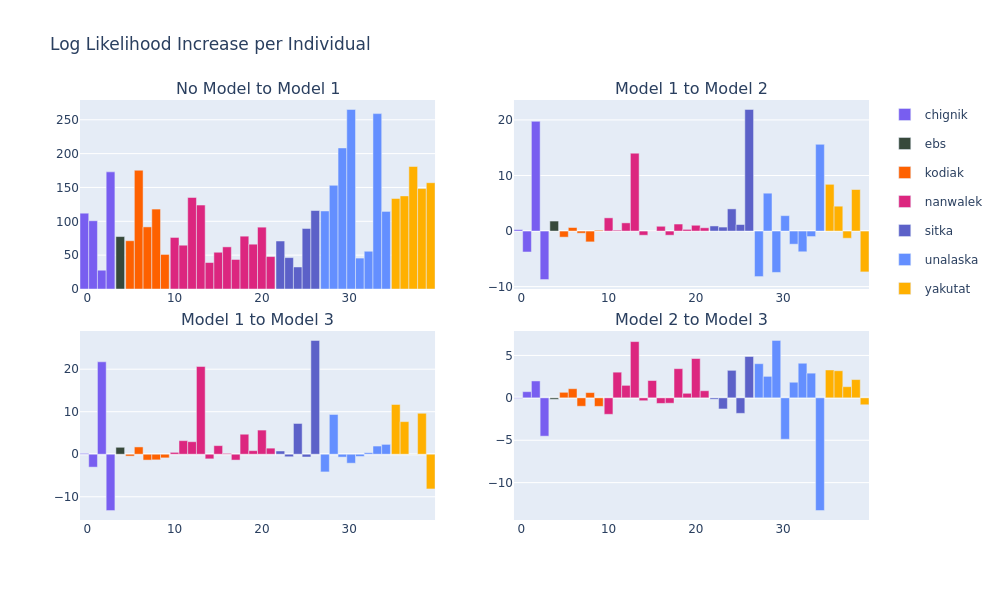 Log Likelihood Increase per Individual
No Model to Model 1
250
200
150
100
50
0
0 10 20 30
Model 1 to Model 2
20
10
0
−10
0 10 20 30
chignik
ebs
kodiak
nanwalek
sitka
unalaska
yakutat
Model 1 to Model 3
20
10
0
−10
0 10 20 30
Model 2 to Model 3
5
0
−5
−10
0 10 20 30